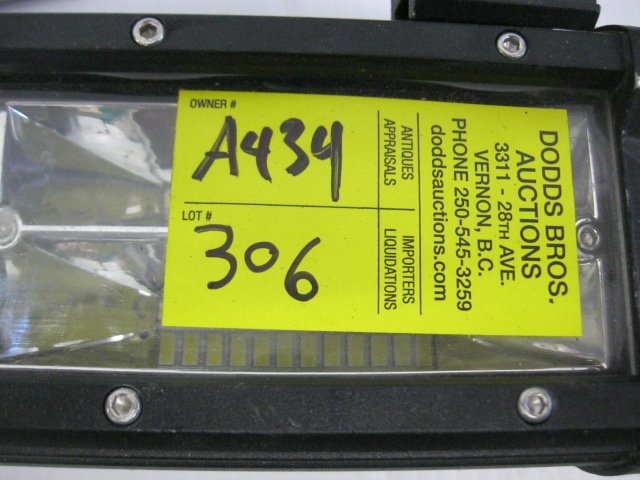 OWNER #
A434
LOT #
306
ANTIQUES
APPRAISALS
IMPORTERS
LIQUIDATIONS
DODDS BROS.
AUCTIONS
3311 - 28TH AVE.
VERNON, B.C.
PHONE 250-545-3259
doddsauctions.com